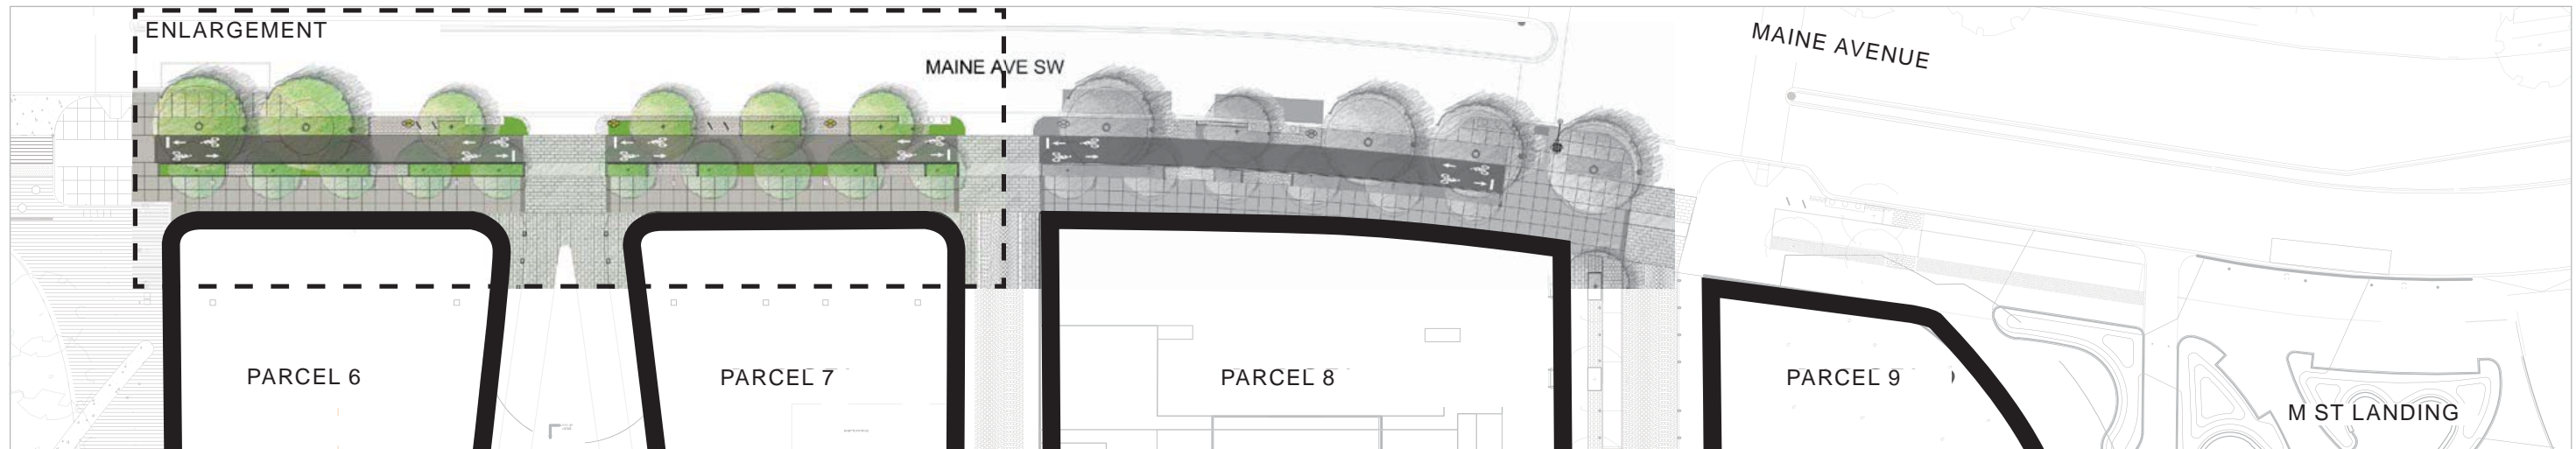 ENLARGEMENT
MAINE AVE SW
MAINE AVENUE
PARCEL 6
PARCEL 7
PARCEL 8
PARCEL 9
M ST LANDING